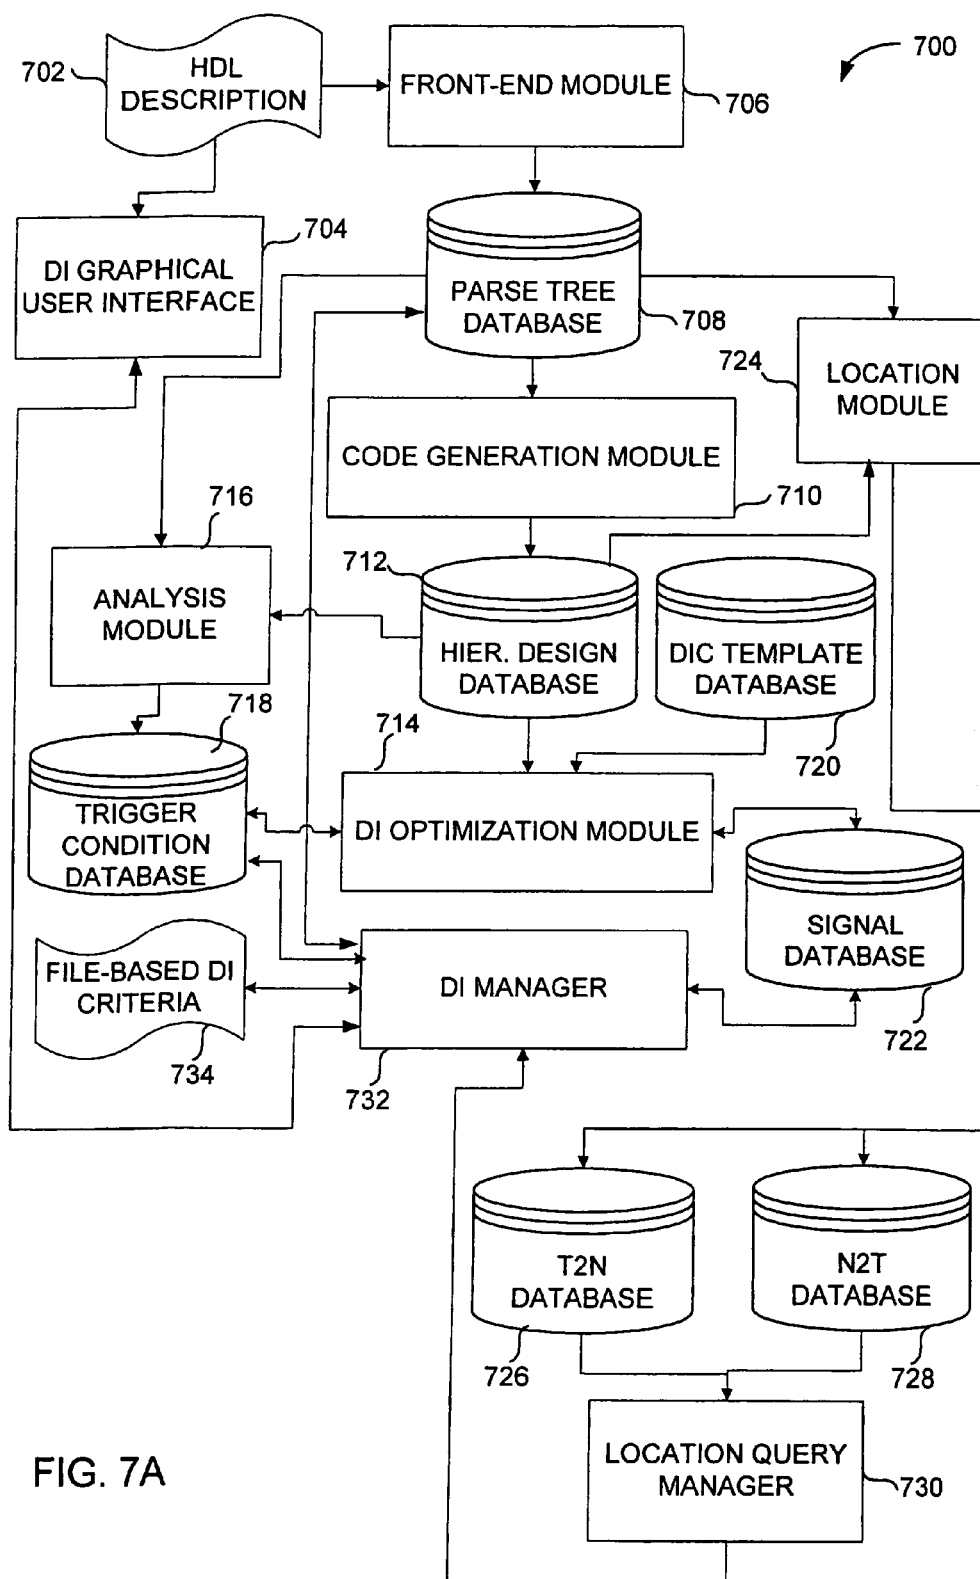 702
HDL
DESCRIPTION
FRONT-END MODULE
706
700
704
DI GRAPHICAL
USER INTERFACE
PARSE TREE
DATABASE
708
724
LOCATION
MODULE
CODE GENERATION MODULE
710
716
ANALYSIS
MODULE
712
HIER. DESIGN
DATABASE
DIC TEMPLATE
DATABASE
720
718
TRIGGER
CONDITION
DATABASE
714
DI OPTIMIZATION MODULE
SIGNAL
DATABASE
722
FILE-BASED DI
CRITERIA
734
DI MANAGER
732
T2N
DATABASE
726
N2T
DATABASE
728
LOCATION QUERY
MANAGER
730
FIG. 7A